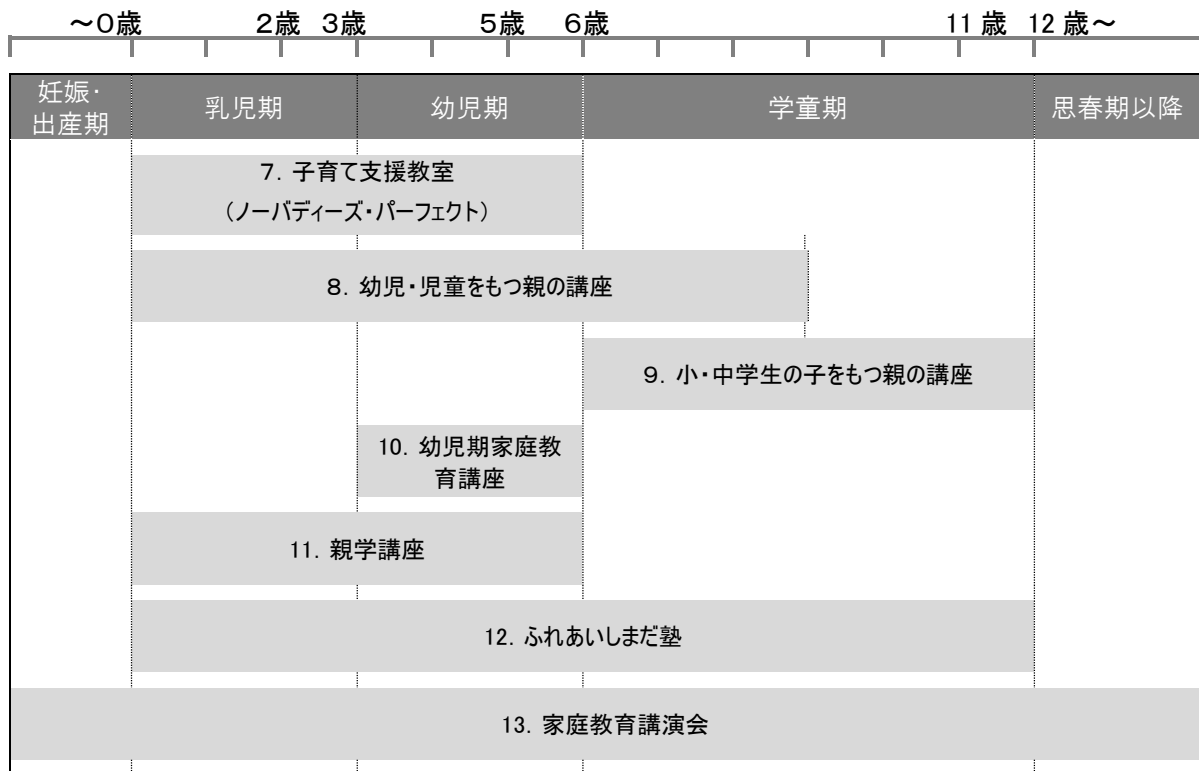 ～０歳 ２歳 ３歳 ５歳 ６歳 11 歳 12 歳～
妊娠・
出産期
乳児期
幼児期
学童期
思春期以降
７．子育て支援教室
（ノーバディーズ・パーフェクト）
８．幼児・児童をもつ親の講座
９．小・中学生の子をもつ親の講座
10．幼児期家庭教
育講座
11．親学講座
12．ふれあいしまだ塾
13．家庭教育講演会